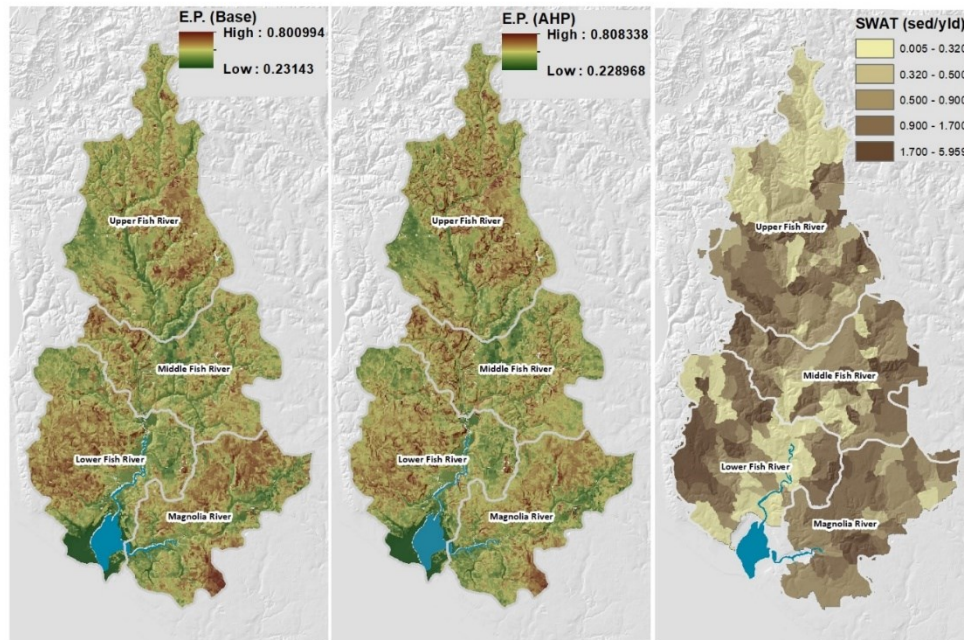 E.P. (Base)
High : 0.800994
Low : 0.23143
Upper Fish River
Middle Fish River
Lower Fish River
Magnolia River
E.P. (AHP)
High : 0.808338
Low : 0.228968
Upper Fish River
Middle Fish River
Lower Fish River
Magnolia River
SWAT (sed/yld)
0.005 - 0.320
0.320 - 0.500
0.500 - 0.900
0.900 - 1.700
1.700 - 5.959
Upper Fish River
Middle Fish River
Lower Fish River
Magnolia River